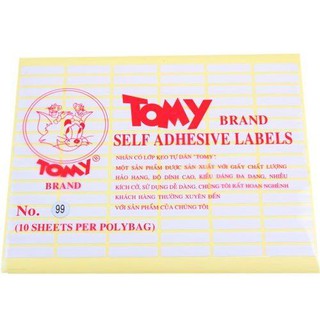 TOMY BRAND
SELF ADHESIVE LABELS
NHÃN CÓ LỚP KEO TỰ DÁN "TOMY".
MỘT SẢN PHẨM ĐƯỢC SẢN XUẤT VỚI GIẤY CHẤT LƯỢNG
HẢO HẠNG, ĐỘ DÍNH CAO, KIỂU DÁNG ĐA DẠNG, NHIỀU
KÍCH CỠ, SỬ DỤNG DỄ DÀNG. CHÚNG TÔI RẤT HOAN NGHÊNH
KHÁCH HÀNG THƯỜNG XUYÊN ĐẾN
VỚI SẢN PHẨM CỦA CHÚNG TÔI
TOMY ®
BRAND
No. 99
(10 SHEETS PER POLYBAG)